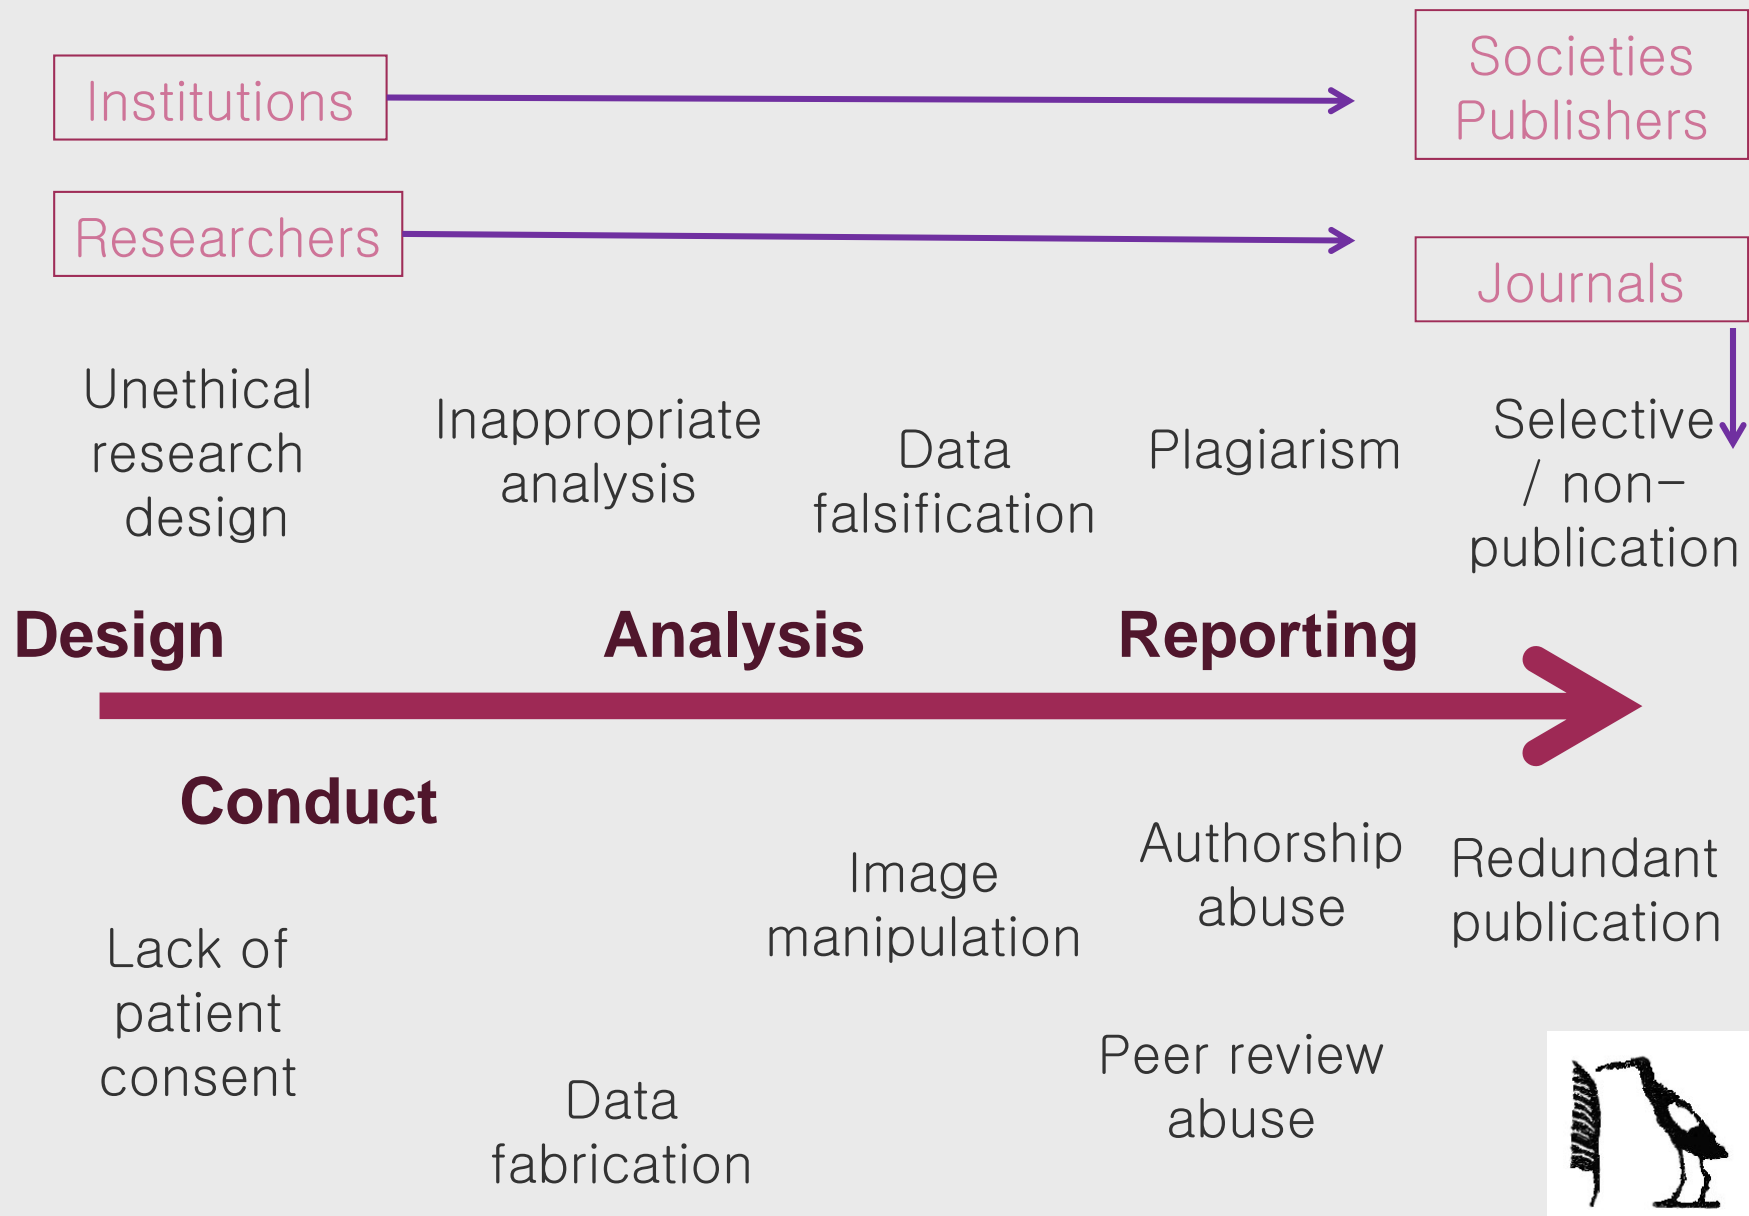 Institutions
Societies
Publishers
Researchers
Journals
Unethical
research
design
Inappropriate
analysis
Data
falsification
Plagiarism
Selective
/ non-
publication
Design
Analysis
Reporting
Conduct
Lack of
patient
consent
Data
fabrication
Image
manipulation
Authorship
abuse
Peer review
abuse
Redundant
publication